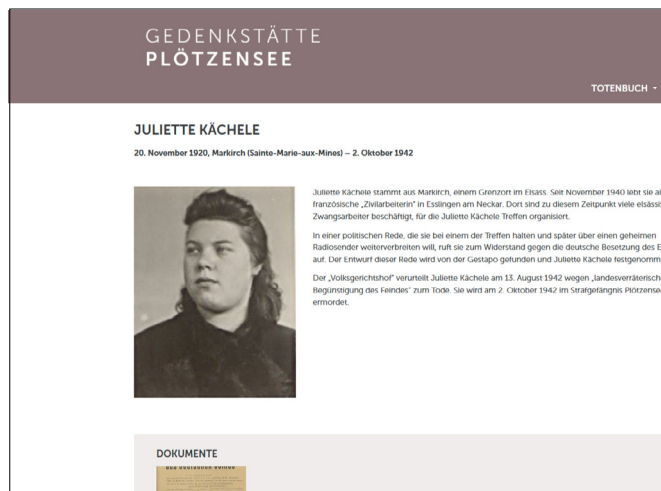 GEDENKSTÄTTE
PLÖTZENSEE
TOTENBUCH
JULIETTE KÄCHELE
20. November 1920, Markirch (Sainte-Marie-aux-Mines) – 2. Oktober 1942
Juliette Kächele stammt aus Markirch, einem Grenzort im Elsass. Seit November 1940 lebt sie al
französische „Zivilarbeiterin“ in Esslingen am Neckar. Dort sind zu diesem Zeitpunkt viele elsässis
Zwangsarbeiter beschäftigt, für die Juliette Kächele Treffen organisiert.
In einer politischen Rede, die sie bei einem der Treffen halten und später über einen geheimen
Radiosender weiterverbreiten will, ruft sie zum Widerstand gegen die deutsche Besetzung des E
auf. Der Entwurf dieser Rede wird von der Gestapo gefunden und Juliette Kächele festgenomm
Der „Volksgerichtshof“ verurteilt Juliette Kächele am 13. August 1942 wegen „landesverräterisch
Begünstigung des Feindes“ zum Tode. Sie wird am 2. Oktober 1942 im Strafgefängnis Plötzensee
ermordet.
DOKUMENTE
des Deutschen Volkes